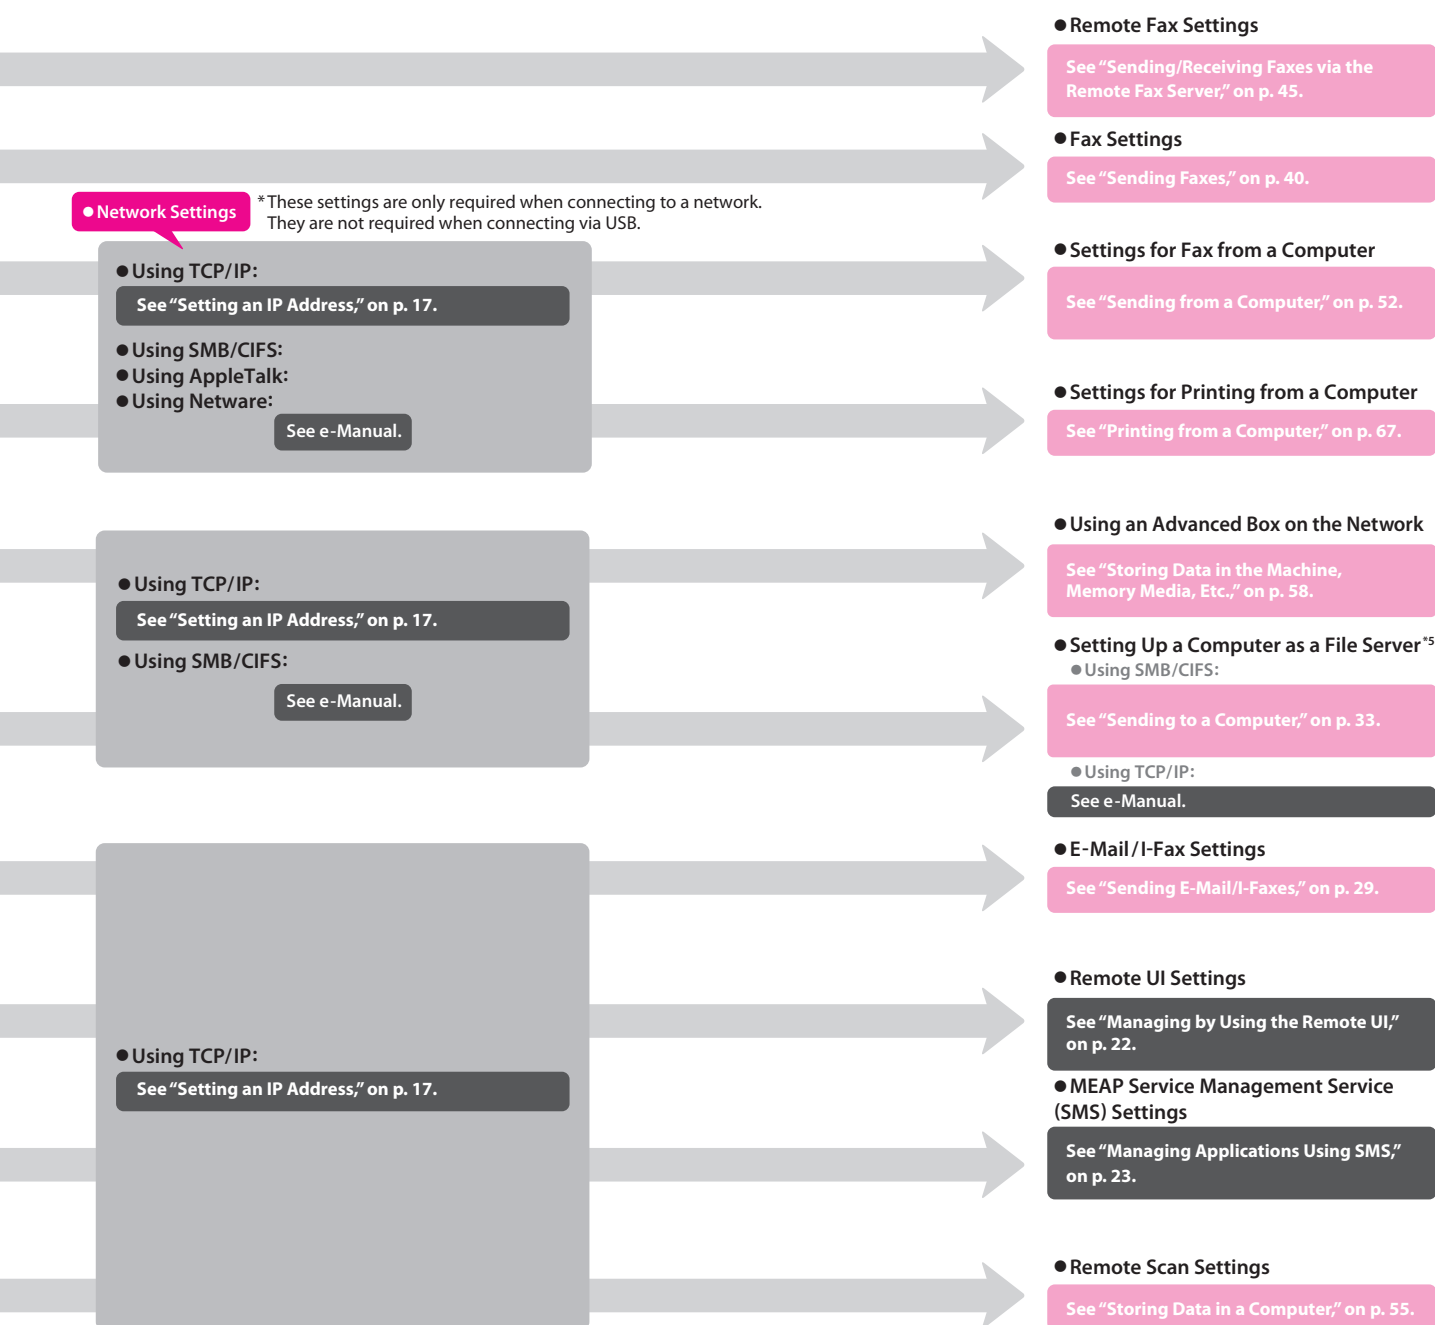 ●Remote Fax Settings
See “Sending/Receiving Faxes via the
Remote Fax Server,” on p. 45.
●Fax Settings
See “Sending Faxes,” on p. 40.
●Network Settings
*These settings are only required when connecting to a network.
They are not required when connecting via USB.
●Using TCP/IP:
See “Setting an IP Address,” on p. 17.
●Using SMB/CIFS:
●Using AppleTalk:
●Using Netware:
See e-Manual.
●Settings for Fax from a Computer
See “Sending from a Computer,” on p. 52.
●Settings for Printing from a Computer
See “Printing from a Computer,” on p. 67.
●Using TCP/IP:
See “Setting an IP Address,” on p. 17.
●Using SMB/CIFS:
See e-Manual.
●Using an Advanced Box on the Network
See “Storing Data in the Machine,
Memory Media, Etc.,” on p. 58.
●Setting Up a Computer as a File Server*5
●Using SMB/CIFS:
See “Sending to a Computer,” on p. 33.
●Using TCP/IP:
See e-Manual.
●Using TCP/IP:
See “Setting an IP Address,” on p. 17.
●E-Mail/I-Fax Settings
See “Sending E-Mail/I-Faxes,” on p. 29.
●Remote UI Settings
See “Managing by Using the Remote UI,”
on p. 22.
●MEAP Service Management Service
(SMS) Settings
See “Managing Applications Using SMS,”
on p. 23.
●Remote Scan Settings
See “Storing Data in a Computer,” on p. 55.